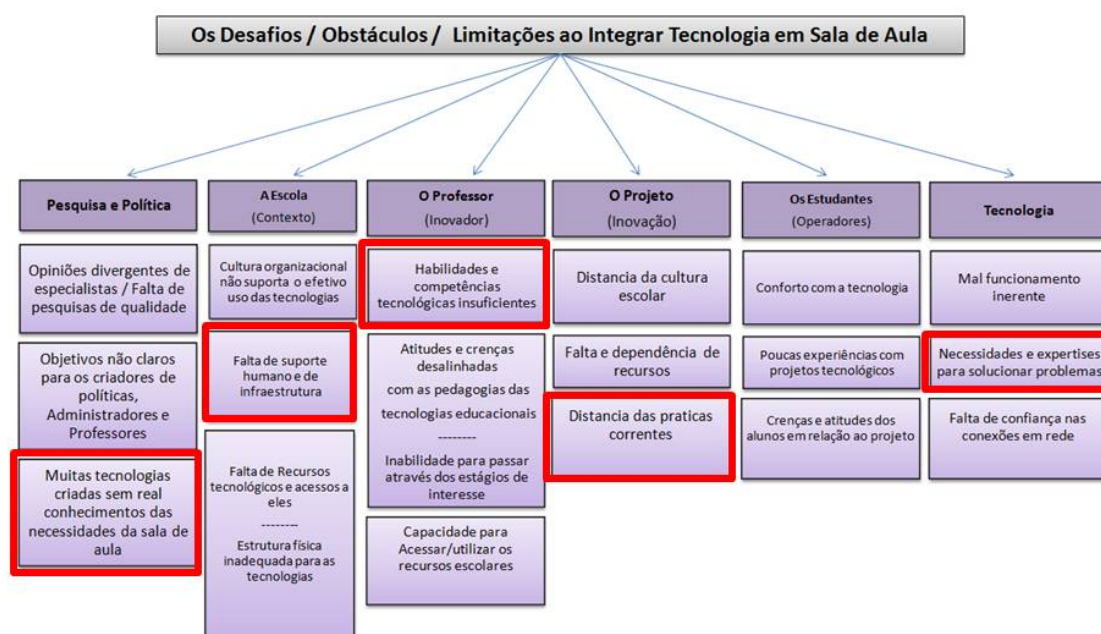 Os Desafios / Obstáculos / Limitações ao Integrar Tecnologia em Sala de Aula
Pesquisa e Política
Opiniões divergentes de
especialistas / Falta de
pesquisas de qualidade
Objetivos não claros
para os criadores de
políticas,
Administradores e
Professores
Muitas tecnologias
criadas sem real
conhecimentos das
necessidades da sala de
aula
A Escola
(Contexto)
Cultura organizacional
não suporta o efetivo
uso das tecnologias
Falta de suporte
humano e de
infraestrutura
Falta de Recursos
tecnológicos e acessos a
eles
--------
Estrutura física
inadequada para as
tecnologias
O Professor
(Inovador)
Habilidades e
competências
tecnológicas insuficientes
Atitudes e crenças
desalinhadas
com as pedagogias das
tecnologias educacionais
--------
Inabilidade para passar
através dos estágios de
interesse
Capacidade para
Acessar/utilizar os
recursos escolares
O Projeto
(Inovação)
Distancia da cultura
escolar
Falta e dependência de
recursos
Distancia das praticas
correntes
Os Estudantes
(Operadores)
Conforto com a tecnologia
Poucas experiências com
projetos tecnológicos
Crenças e atitudes dos
alunos em relação ao projeto
Tecnologia
Mal funcionamento
inerente
Necessidades e expertises
para solucionar problemas
Falta de confiança nas
conexões em rede